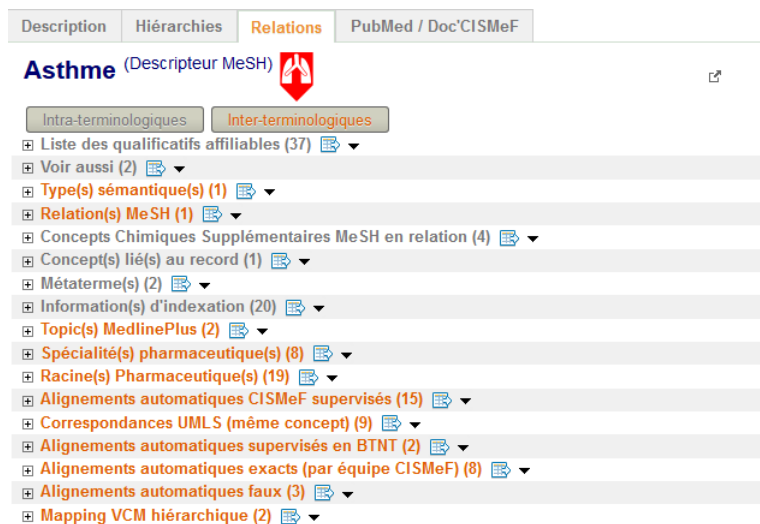 Description Hiérarchies Relations PubMed / Doc'CISMeF
Asthme (Descripteur MeSH)
Intra-terminologiques Inter-terminologiques
Liste des qualificatifs affiliables (37)
Voir aussi (2)
Type(s) sémantique(s) (1)
Relation(s) MeSH (1)
Concepts Chimiques Supplémentaires MeSH en relation (4)
Concept(s) lié(s) au record (1)
Métaterme(s) (2)
Information(s) d'indexation (20)
Topic(s) MedlinePlus (2)
Spécialité(s) pharmaceutique(s) (8)
Racine(s) Pharmaceutique(s) (19)
Alignements automatiques CISMeF supervisés (15)
Correspondances UMLS (même concept) (9)
Alignements automatiques supervisés en BTNT (2)
Alignements automatiques exacts (par équipe CISMeF) (8)
Alignements automatiques faux (3)
Mapping VCM hiérarchique (2)